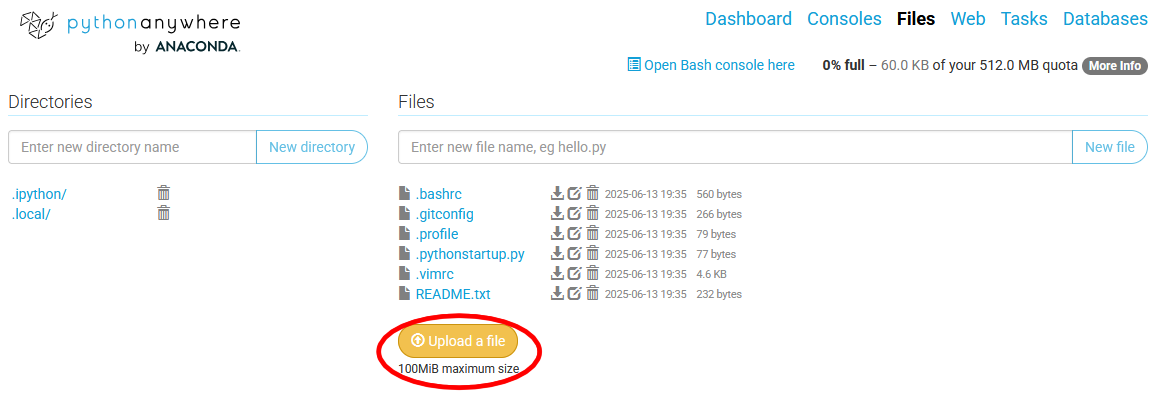 pythonanywhere
by ANACONDA.
Dashboard Consoles Files Web Tasks Databases
Open Bash console here 0% full – 60.0 KB of your 512.0 MB quota More Info
Directories
Enter new directory name New directory
.ipython/
.local/
Files
Enter new file name, eg hello.py New file
.bashrc 2025-06-13 19:35 560 bytes
.gitconfig 2025-06-13 19:35 266 bytes
.profile 2025-06-13 19:35 79 bytes
.pythonstartup.py 2025-06-13 19:35 77 bytes
.vimrc 2025-06-13 19:35 4.6 KB
README.txt 2025-06-13 19:35 232 bytes
Upload a file
100MiB maximum size